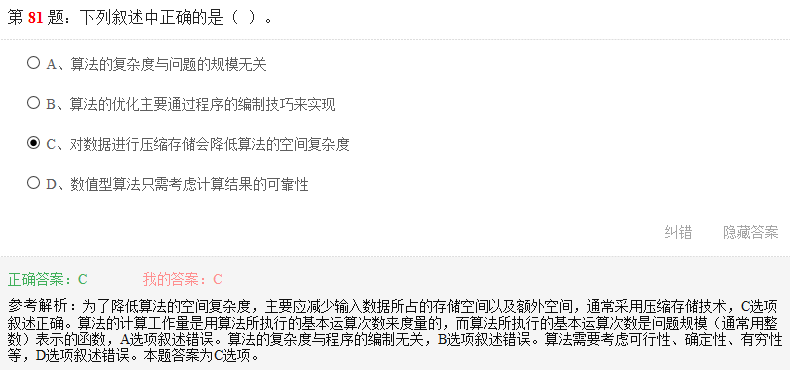 第 81 题：下列叙述中正确的是（ ）。
A、算法的复杂度与问题的规模无关
B、算法的优化主要通过程序的编制技巧来实现
C、对数据进行压缩存储会降低算法的空间复杂度
D、数值型算法只需考虑计算结果的可靠性
纠错 隐藏答案
正确答案：C 我的答案：C
参考解析：为了降低算法的空间复杂度，主要应减少输入数据所占的存储空间以及额外空间，通常采用压缩存储技术，C选项
叙述正确。算法的计算工作量是用算法所执行的基本运算次数来度量的，而算法所执行的基本运算次数是问题规模（通常用整
数）表示的函数，A选项叙述错误。算法的复杂度与程序的编制无关，B选项叙述错误。算法需要考虑可行性、确定性、有穷性
等，D选项叙述错误。本题答案为C选项。